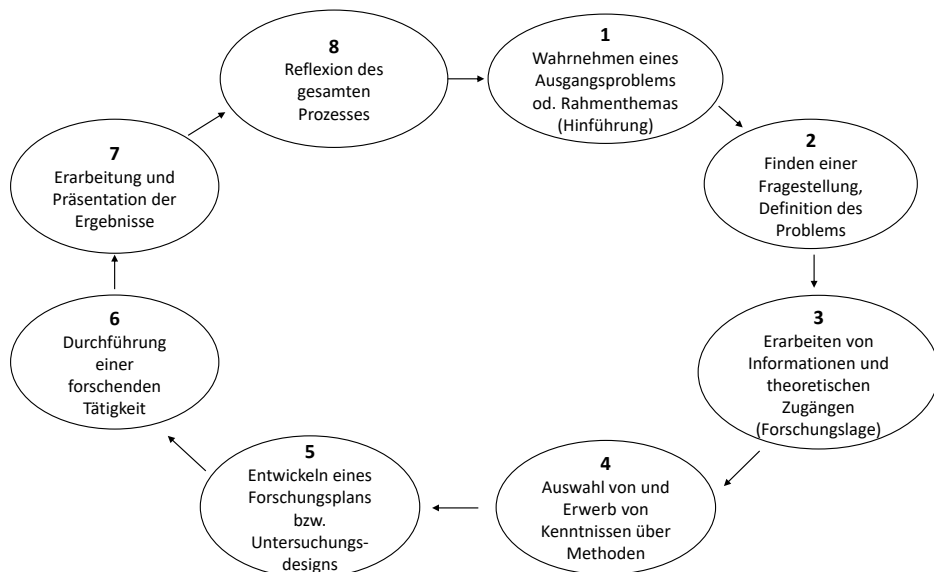 1
Wahrnehmen eines
Ausgangsproblems
od. Rahmenthemas
(Hinführung)
2
Finden einer
Fragestellung,
Definition des
Problems
3
Erarbeiten von
Informationen und
theoretischen
Zugängen
(Forschungslage)
4
Auswahl von und
Erwerb von
Kenntnissen über
Methoden
5
Entwickeln eines
Forschungsplans
bzw.
Untersuchungs-
designs
6
Durchführung
einer
forschenden
Tätigkeit
7
Erarbeitung und
Präsentation der
Ergebnisse
8
Reflexion des
gesamten
Prozesses